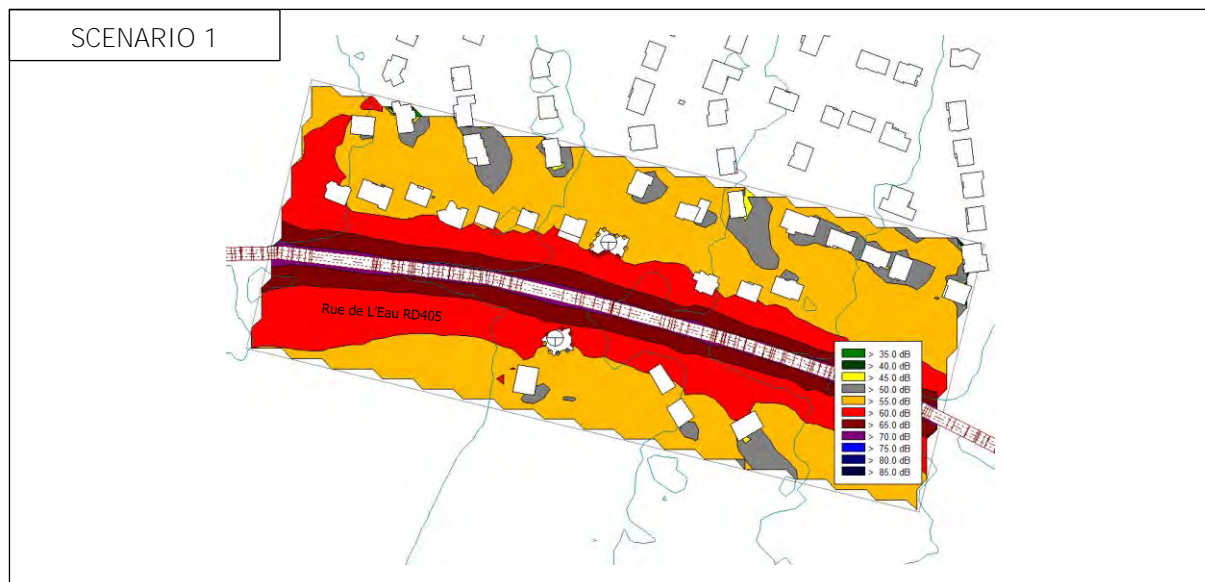 SCENARIO 1
Rue de L'Eau RD405
> 35.0 dB
> 40.0 dB
> 45.0 dB
> 50.0 dB
> 55.0 dB
> 60.0 dB
> 65.0 dB
> 70.0 dB
> 75.0 dB
> 80.0 dB
> 85.0 dB